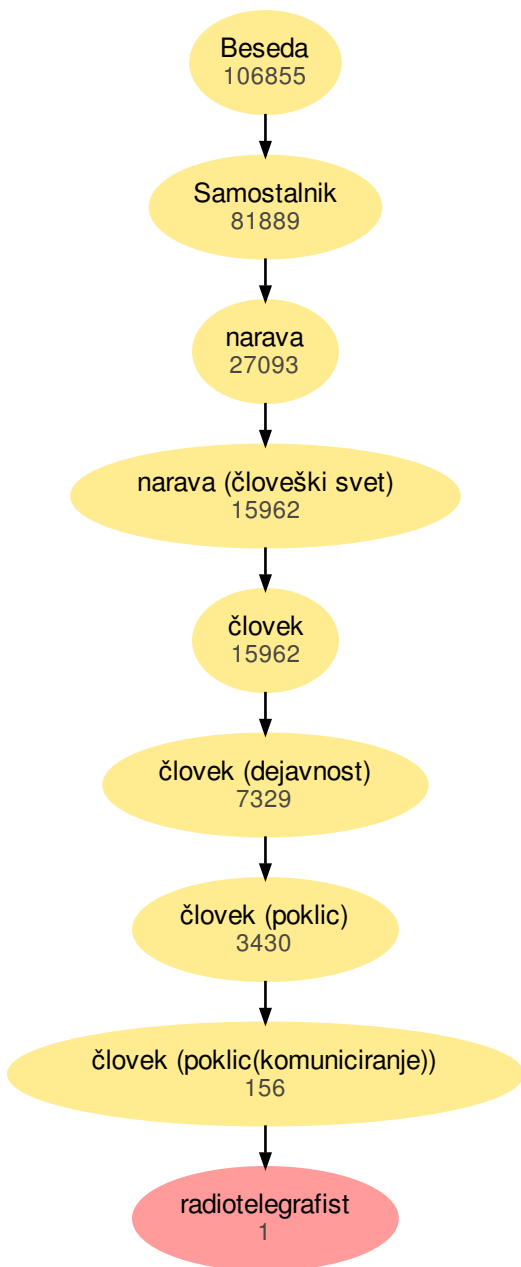 Beseda
106855
Samostalnik
81889
narava
27093
narava (človeški svet)
15962
človek
15962
človek (dejavnost)
7329
človek (poklic)
3430
človek (poklic(komuniciranje))
156
radiotelegrafist
1